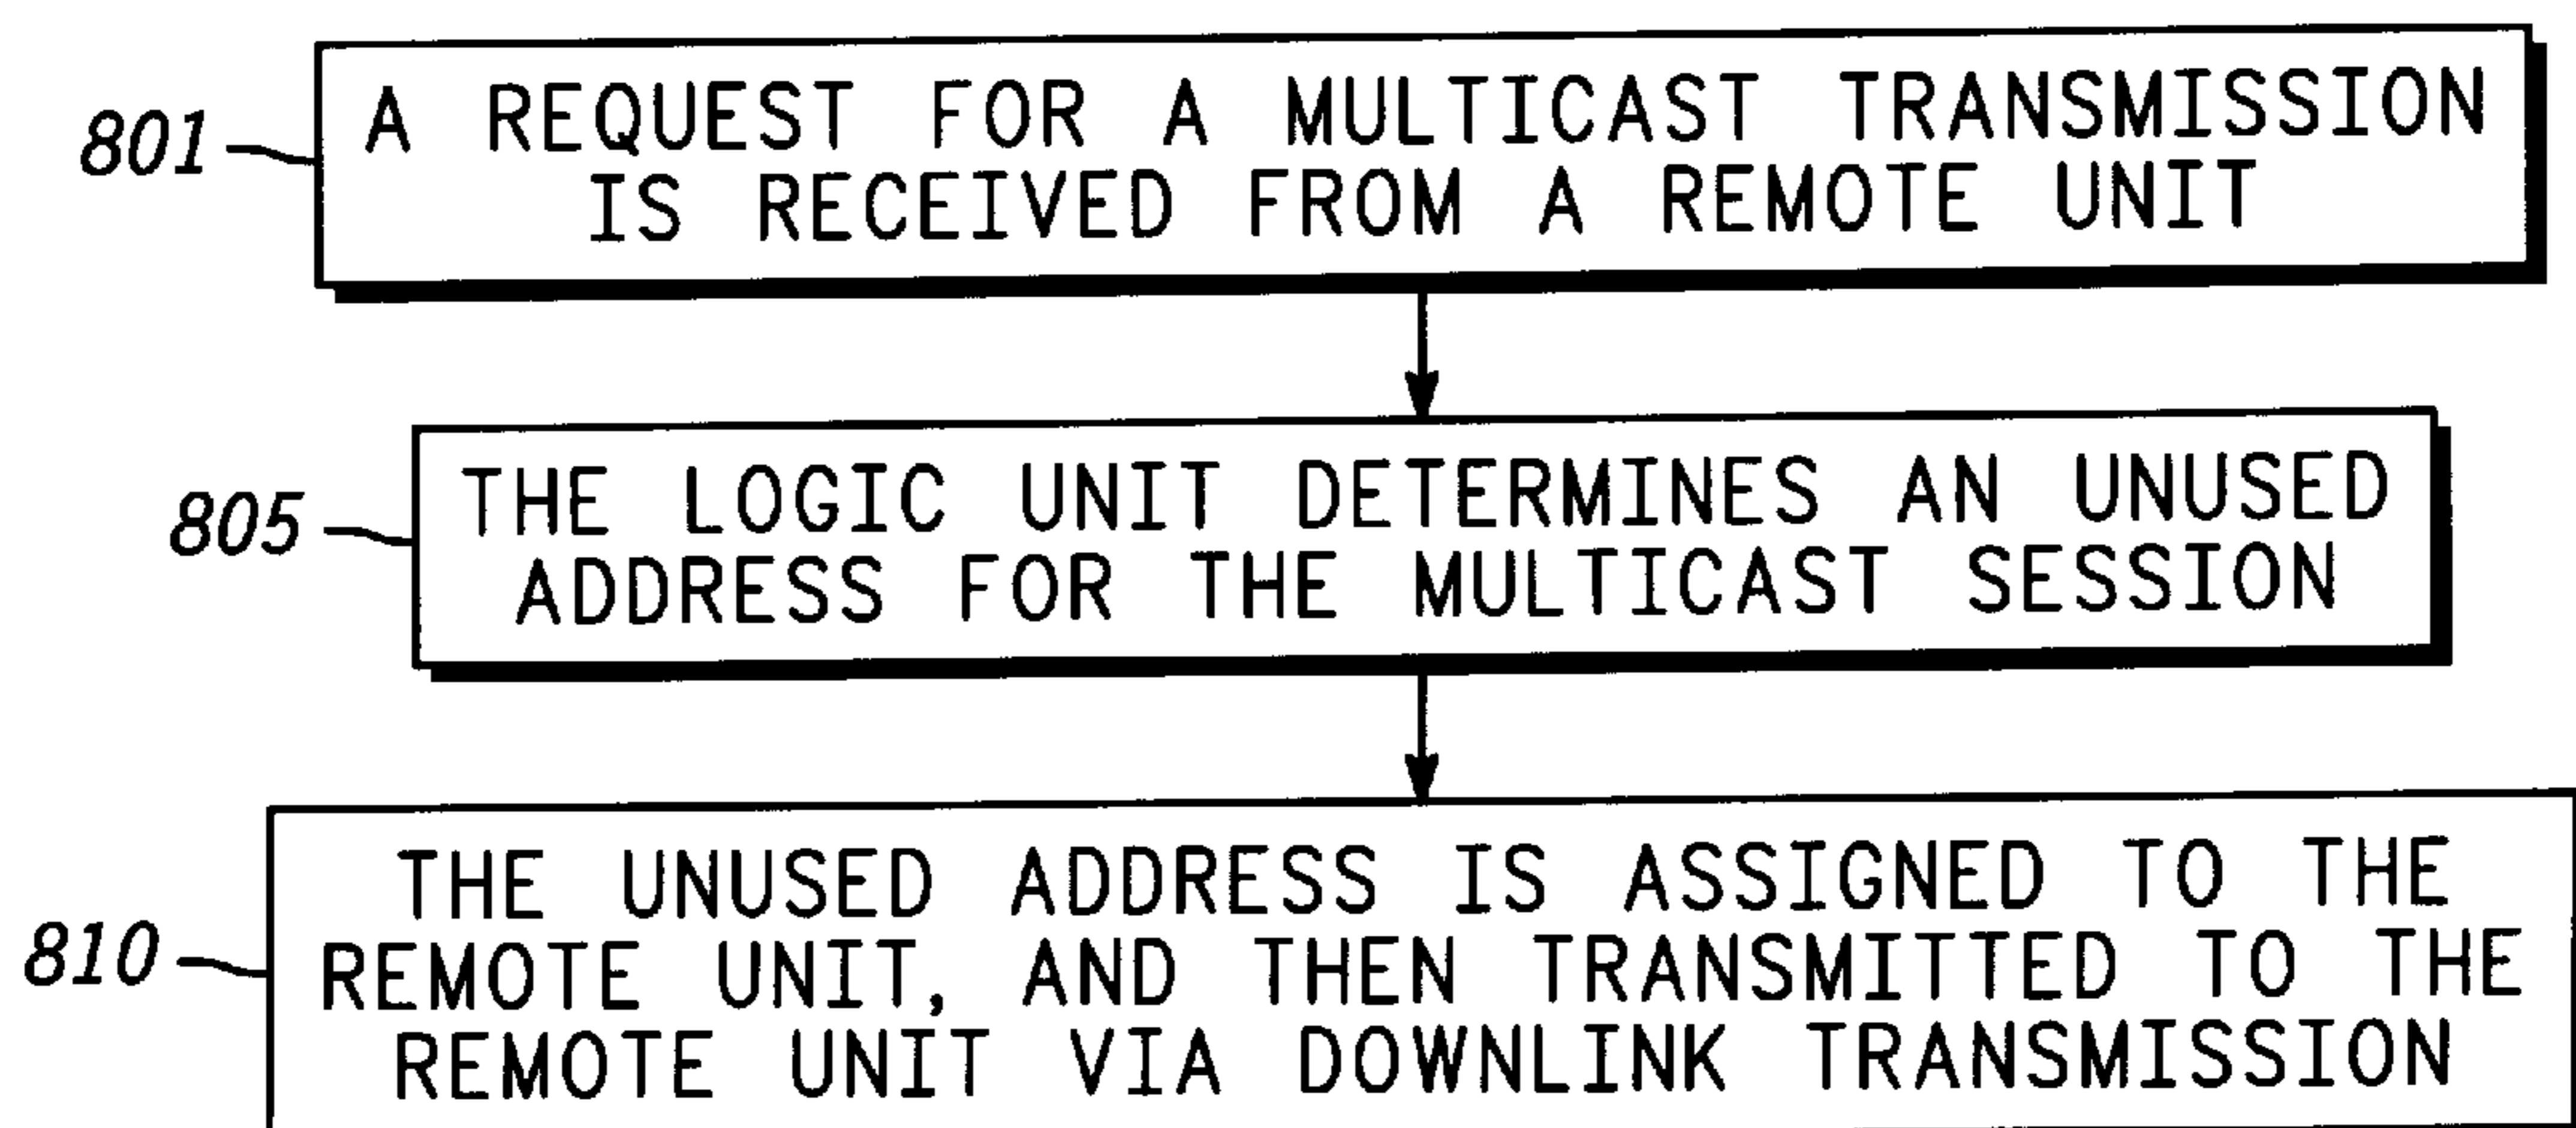 801
A REQUEST FOR A MULTICAST TRANSMISSION
IS RECEIVED FROM A REMOTE UNIT
805
THE LOGIC UNIT DETERMINES AN UNUSED
ADDRESS FOR THE MULTICAST SESSION
810
THE UNUSED ADDRESS IS ASSIGNED TO THE
REMOTE UNIT, AND THEN TRANSMITTED TO THE
REMOTE UNIT VIA DOWNLINK TRANSMISSION